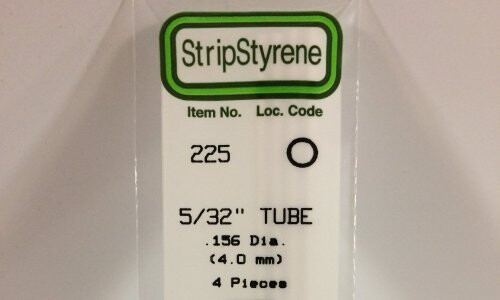 StripStyrene
Item No. Loc. Code
225
5/32" TUBE
.156 Dia.
(4.0 mm)
4 Pieces